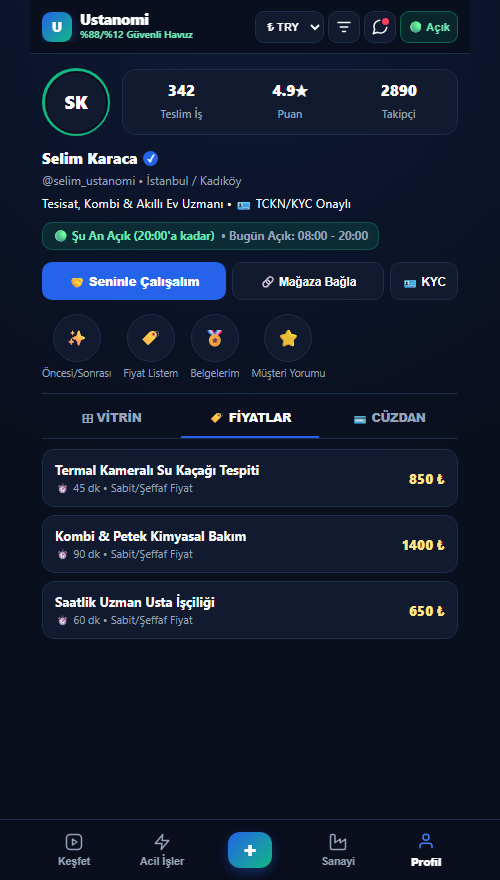 U
Ustanomi
%88/%12 Güvenli Havuz
₺ TRY
Açık
SK
342
Teslim İş
4.9★
Puan
2890
Takipçi
Selim Karaca
@selim_ustanomi • İstanbul / Kadıköy
Tesisat, Kombi & Akıllı Ev Uzmanı • 🪪 TCKN/KYC Onaylı
Şu An Açık (20:00'a kadar) • Bugün Açık: 08:00 - 20:00
🤝 Seninle Çalışalım
🔗 Mağaza Bağla
🪪 KYC
Öncesi/Sonrası
Fiyat Listem
Belgelerim
Müşteri Yorumu
VİTRİN
FİYATLAR
CÜZDAN
Termal Kameralı Su Kaçağı Tespiti
⏰ 45 dk • Sabit/Şeffaf Fiyat
850 ₺
Kombi & Petek Kimyasal Bakım
⏰ 90 dk • Sabit/Şeffaf Fiyat
1400 ₺
Saatlik Uzman Usta İşçiliği
⏰ 60 dk • Sabit/Şeffaf Fiyat
650 ₺
Keşfet
Acil İşler
+
Sanayi
Profil